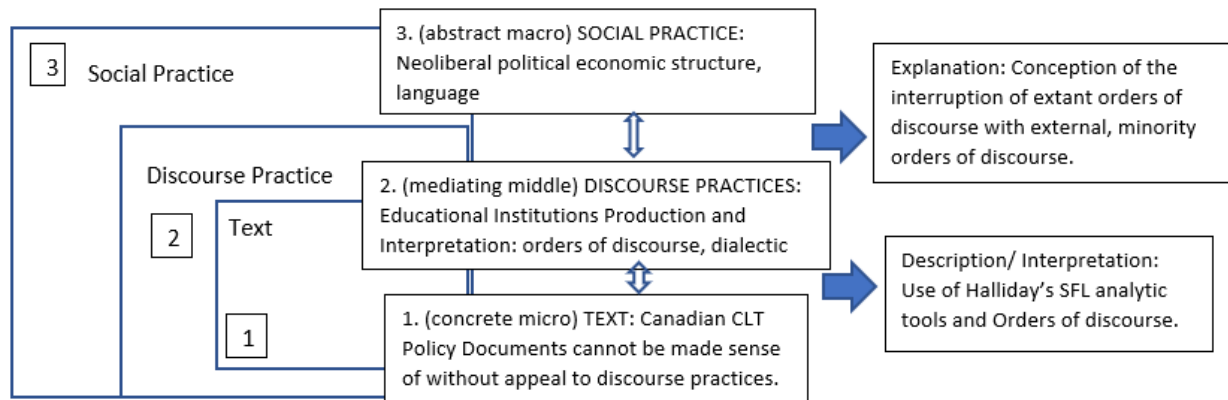 3
Social Practice
Discourse Practice
2
Text
1
3. (abstract macro) SOCIAL PRACTICE:
Neoliberal political economic structure,
language
2. (mediating middle) DISCOURSE PRACTICES:
Educational Institutions Production and
Interpretation: orders of discourse, dialectic
1. (concrete micro) TEXT: Canadian CLT
Policy Documents cannot be made sense
of without appeal to discourse practices.
Explanation: Conception of the
interruption of extant orders of
discourse with external, minority
orders of discourse.
Description/ Interpretation:
Use of Halliday's SFL analytic
tools and Orders of discourse.